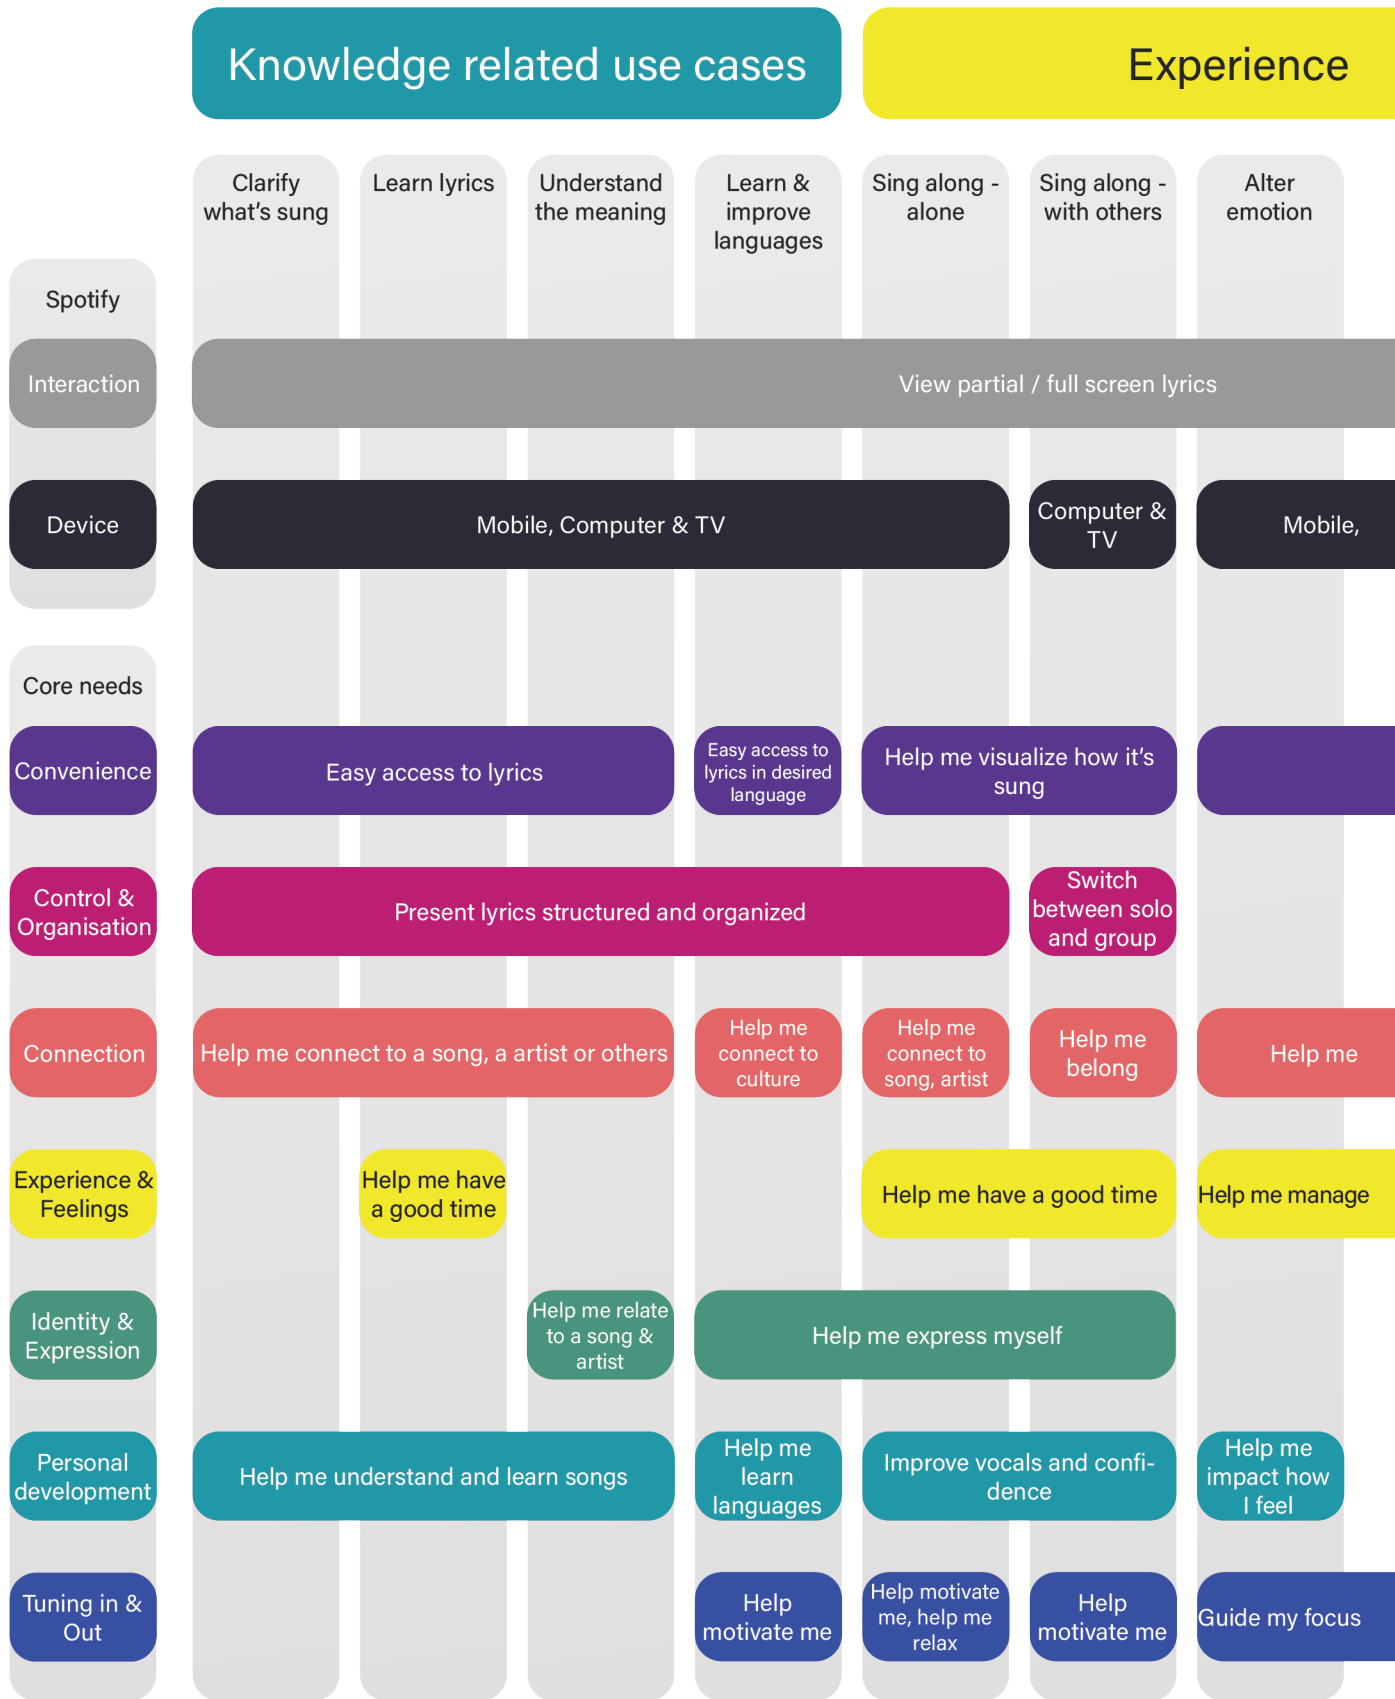 Knowledge related use cases
Experience
Clarify
what's sung
Learn lyrics
Understand
the meaning
Learn &
improve
languages
Sing along -
alone
Sing along -
with others
Alter
emotion
Spotify
Interaction
View partial / full screen lyrics
Device
Mobile, Computer & TV
Computer &
TV
Mobile,
Core needs
Convenience
Easy access to lyrics
Easy access to
lyrics in desired
language
Help me visualize how it's
sung
Control &
Organisation
Present lyrics structured and organized
Switch
between solo
and group
Connection
Help me connect to a song, a artist or others
Help me
connect to
culture
Help me
connect to
song, artist
Help me
belong
Help me
Experience &
Feelings
Help me have
a good time
Help me have a good time
Help me manage
Identity &
Expression
Help me relate
to a song &
artist
Help me express myself
Personal
development
Help me understand and learn songs
Help me
learn
languages
Improve vocals and confi-
dence
Help me
impact how
I feel
Tuning in &
Out
Help
motivate me
Help motivate
me, help me
relax
Help
motivate me
Guide my focus